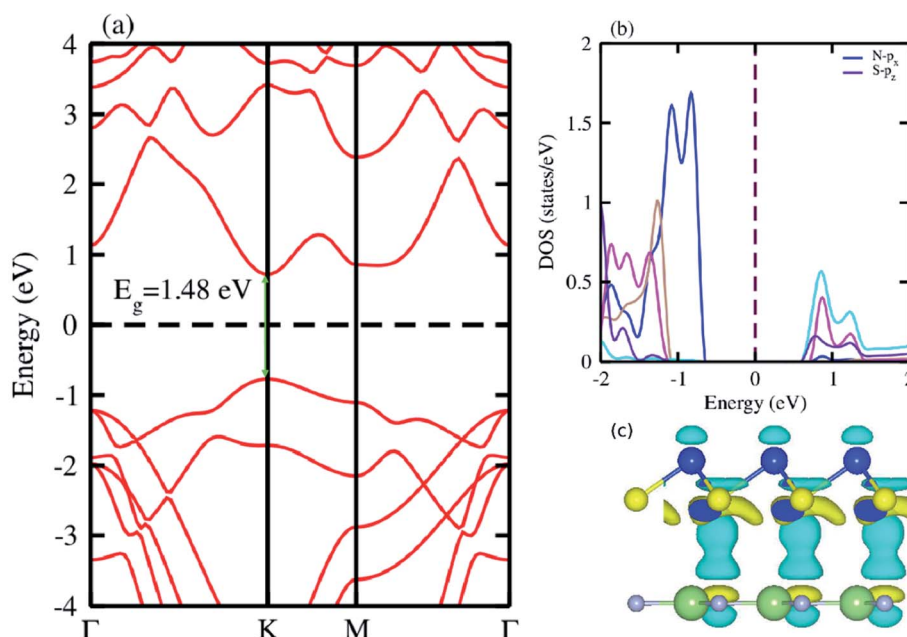 (a)
4
3
2
1
0
-1
-2
-3
-4
Energy (eV)
E_g=1.48 eV
Γ K M Γ
(b)
2
1.5
1
0.5
0
DOS (states/eV)
N-p_x
S-p_z
-2 -1 0 1 2
Energy (eV)
(c)